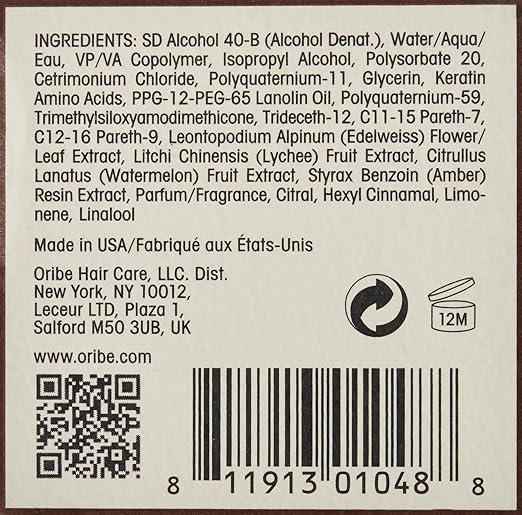 INGREDIENTS: SD Alcohol 40-B (Alcohol Denat.), Water/Aqua/
Eau, VP/VA Copolymer, Isopropyl Alcohol, Polysorbate 20,
Cetrimonium Chloride, Polyquaternium-11, Glycerin, Keratin
Amino Acids, PPG-12-PEG-65 Lanolin Oil, Polyquaternium-59,
Trimethylsiloxyamodimethicone, Trideceth-12, C11-15 Pareth-7,
C12-16 Pareth-9, Leontopodium Alpinum (Edelweiss) Flower/
Leaf Extract, Litchi Chinensis (Lychee) Fruit Extract, Citrullus
Lanatus (Watermelon) Fruit Extract, Styrax Benzoin (Amber)
Resin Extract, Parfum/Fragrance, Citral, Hexyl Cinnamal, Limo-
nene, Linalool
Made in USA/Fabriqué aux États-Unis
Oribe Hair Care, LLC. Dist.
New York, NY 10012,
Leceur LTD, Plaza 1,
Salford M50 3UB, UK
12M
www.oribe.com
8 11913 01048 8